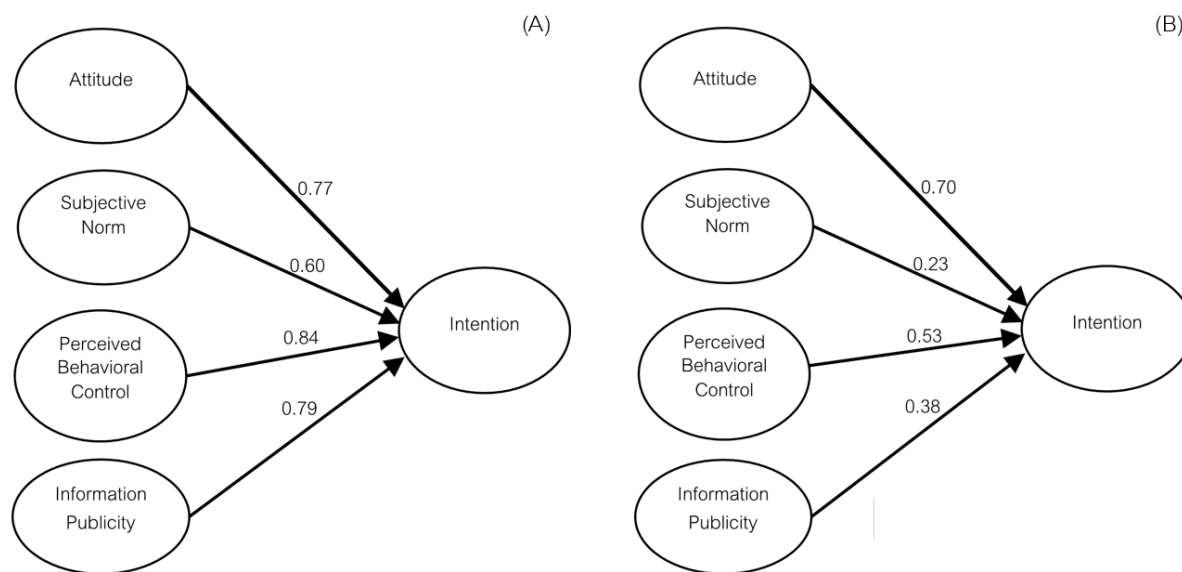 (A)
Attitude
0.77
Subjective
Norm
0.60
Intention
Perceived
Behavioral
Control
0.84
0.79
Information
Publicity
(B)
Attitude
0.70
Subjective
Norm
0.23
Intention
Perceived
Behavioral
Control
0.53
0.38
Information
Publicity